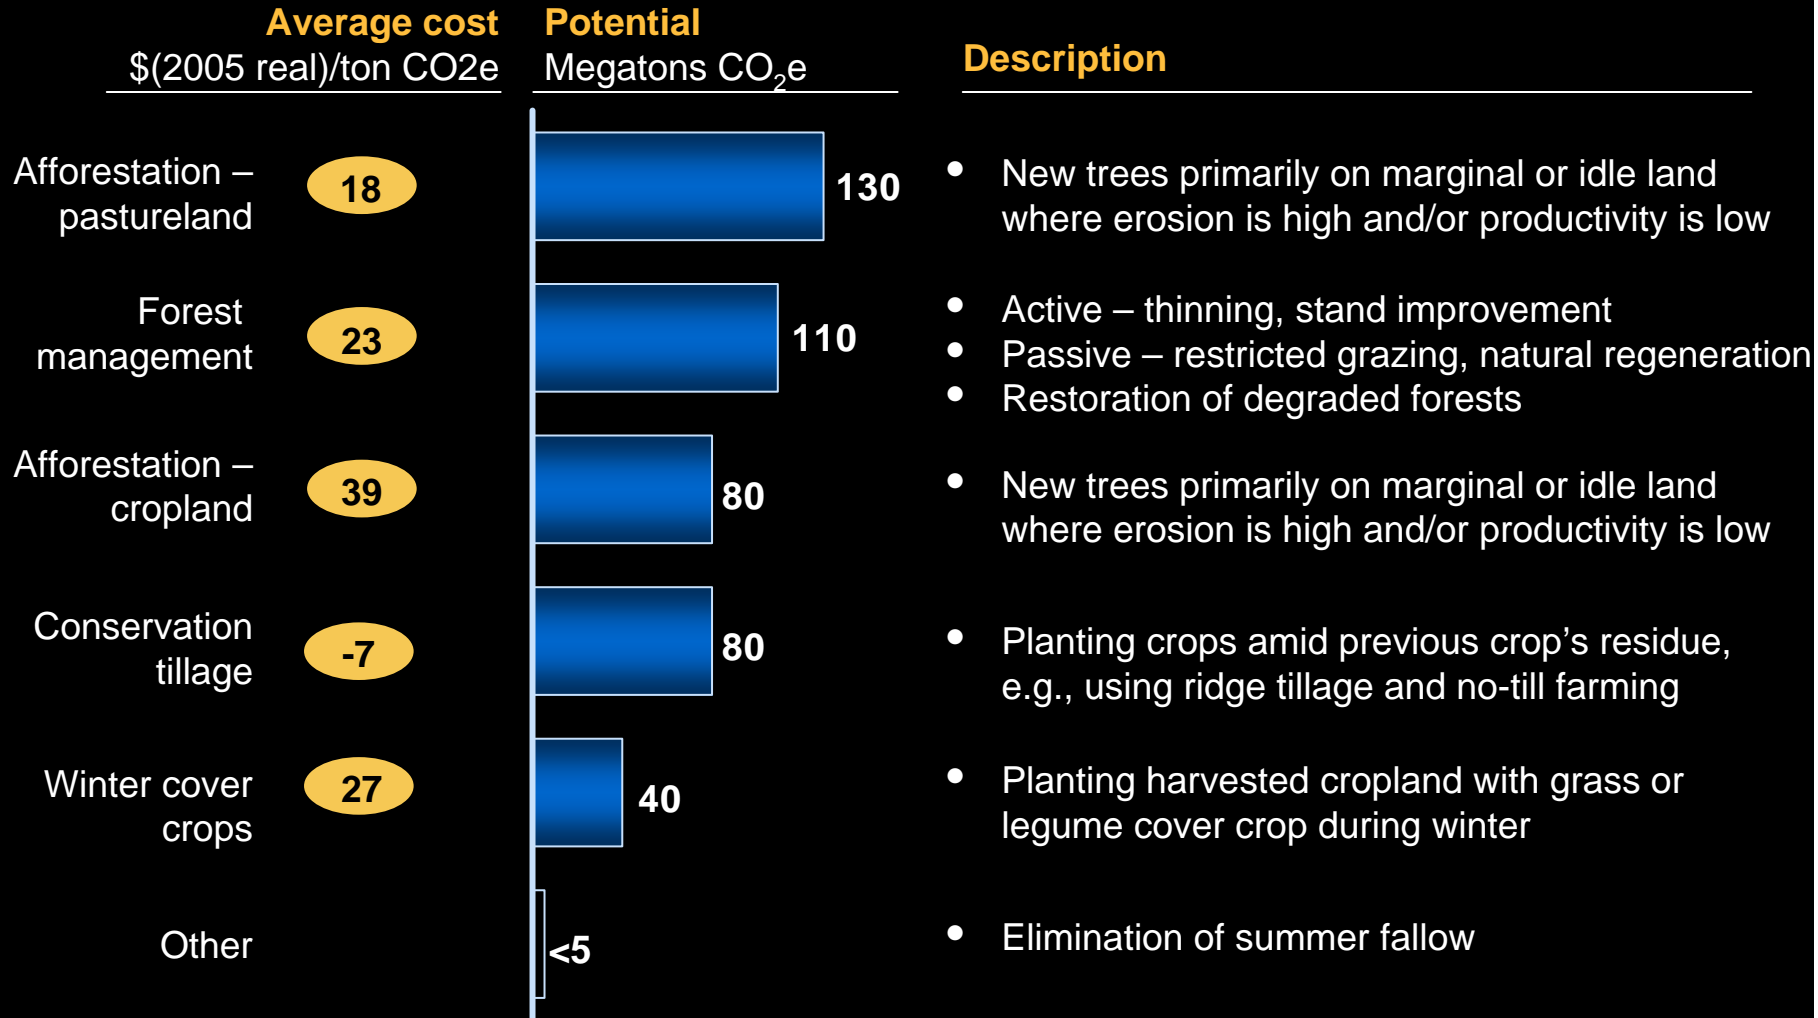 Average cost
$(2005 real)/ton CO2e
Potential
Megatons CO₂e
Description
Afforestation –
pastureland
18
130
• New trees primarily on marginal or idle land
where erosion is high and/or productivity is low
Forest
management
23
110
• Active – thinning, stand improvement
• Passive – restricted grazing, natural regeneration
• Restoration of degraded forests
Afforestation –
cropland
39
80
• New trees primarily on marginal or idle land
where erosion is high and/or productivity is low
Conservation
tillage
-7
80
• Planting crops amid previous crop’s residue,
e.g., using ridge tillage and no-till farming
Winter cover
crops
27
40
• Planting harvested cropland with grass or
legume cover crop during winter
Other
<5
• Elimination of summer fallow